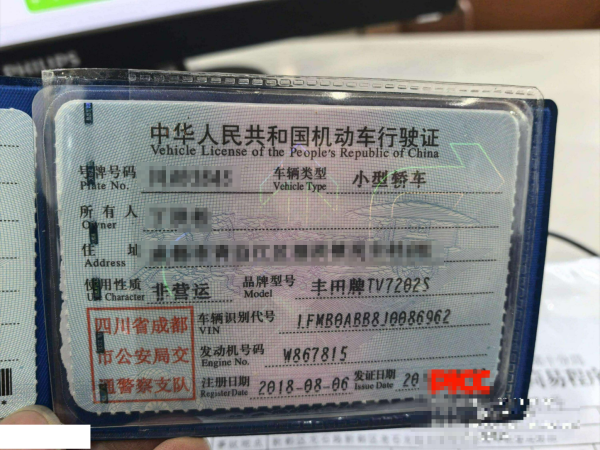 PHILIPS
中华人民共和国机动车行驶证
Vehicle License of the People's Republic of China
号牌号码 车辆类型 小型轿车
Plate No. Vehicle Type
所有人
Owner
住 址
Address
使用性质 非营运 品牌型号 丰田牌TV7202S
Use Character Model
四川省成都
市公安局交
通警察支队
车辆识别代号 LFMB0ABB8J0086962
VIN
发动机号码 W867815
Engine No.
注册日期 2018-08-06 发证日期 20
Register Date Issue Date
PICC